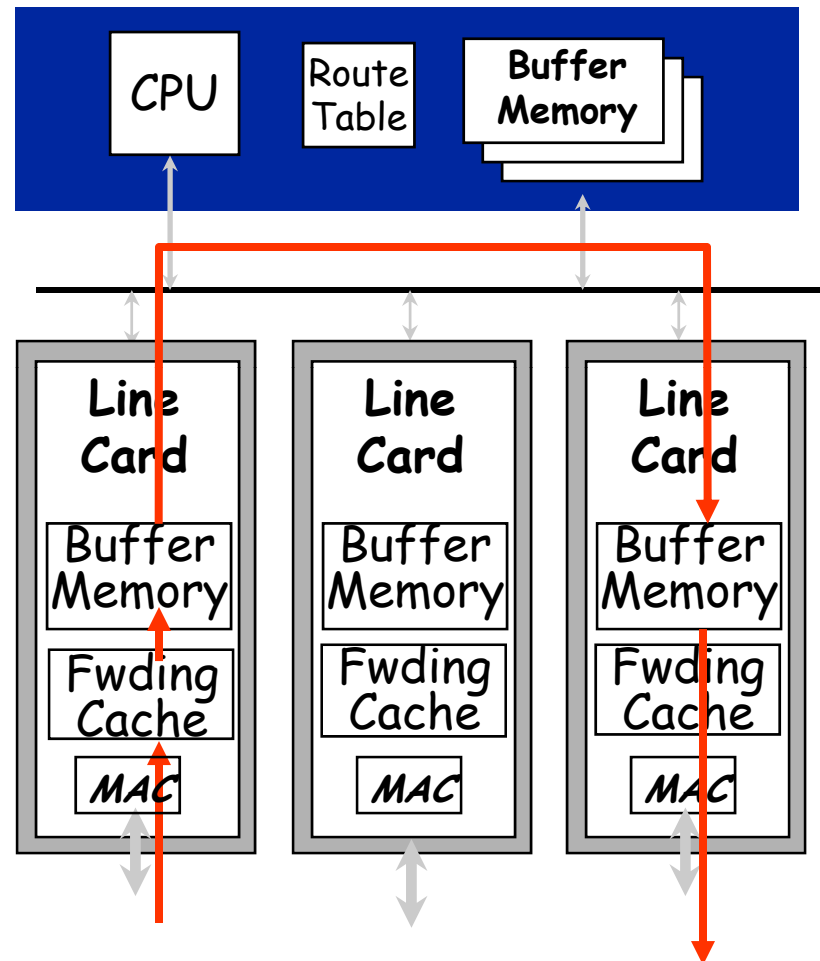 CPU
Route
Table
Buffer
Memory
Line
Card
Buffer
Memory
Fwding
Cache
MAC
Line
Card
Buffer
Memory
Fwding
Cache
MAC
Line
Card
Buffer
Memory
Fwding
Cache
MAC